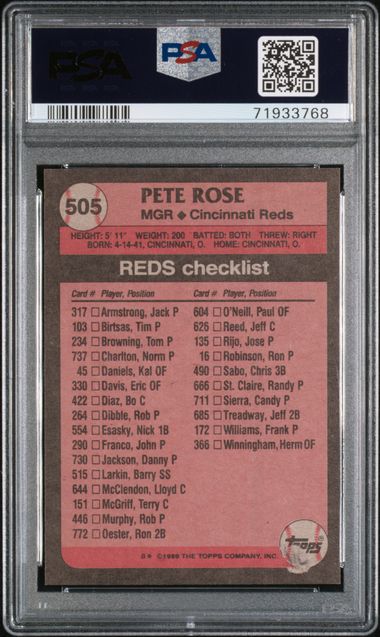 PSA
PSA
71933768
505
PETE ROSE
MGR ◆ Cincinnati Reds
HEIGHT: 5' 11" WEIGHT: 200 BATTED: BOTH THREW: RIGHT
BORN: 4-14-41, CINCINNATI, O. HOME: CINCINNATI, O.
REDS checklist
Card # Player, Position
317 □ Armstrong, Jack P
103 □ Birtsas, Tim P
234 □ Browning, Tom P
737 □ Charlton, Norm P
45 □ Daniels, Kal OF
330 □ Davis, Eric OF
422 □ Diaz, Bo C
264 □ Dibble, Rob P
554 □ Esasky, Nick 1B
290 □ Franco, John P
730 □ Jackson, Danny P
515 □ Larkin, Barry SS
644 □ McClendon, Lloyd C
151 □ McGriff, Terry C
446 □ Murphy, Rob P
772 □ Oester, Ron 2B
Card # Player, Position
604 □ O'Neill, Paul OF
626 □ Reed, Jeff C
135 □ Rijo, Jose P
16 □ Robinson, Ron P
490 □ Sabo, Chris 3B
666 □ St. Claire, Randy P
711 □ Sierra, Candy P
685 □ Treadway, Jeff 2B
172 □ Williams, Frank P
366 □ Winningham, Herm OF
Topps
©1989 THE TOPPS COMPANY, INC.